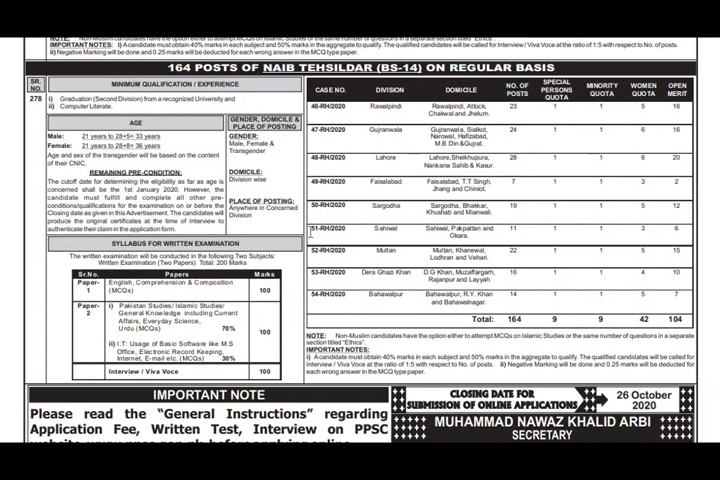 NOTE: Non-Muslim candidates have the option either to attempt MCQs on Islamic Studies or the same number of questions in a separate section titled "Ethics".
IMPORTANT NOTES: i) A candidate must obtain 40% marks in each subject and 50% marks in the aggregate to qualify. The qualified candidates will be called for Interview / Viva Voce at the ratio of 1:5 with respect to No. of posts.
ii) Negative Marking will be done and 0.25 marks will be deducted for each wrong answer in the MCQ type paper.
164 POSTS OF NAIB TEHSILDAR (BS-14) ON REGULAR BASIS
SR. NO.
278
MINIMUM QUALIFICATION / EXPERIENCE
i) Graduation (Second Division) from a recognized University and
ii) Computer Literate.
AGE
Male: 21 years to 28+5= 33 years
Female: 21 years to 28+8= 36 years
Age and sex of the transgender will be based on the content
of their CNIC.
REMAINING PRE-CONDITION:
The cutoff date for determining the eligibility as far as age is
concerned shall be the 1st January 2020. However, the
candidate must fulfill and complete all other pre-
conditions/qualifications for the examination on or before the
Closing date as given in this Advertisement. The candidates will
produce the original certificates at the time of Interview to
authenticate their claim in the application form.
GENDER, DOMICILE &
PLACE OF POSTING
GENDER:
Male, Female &
Transgender
DOMICILE:
Division wise
PLACE OF POSTING:
Anywhere in Concerned
Division
SYLLABUS FOR WRITTEN EXAMINATION
The written examination will be conducted in the following Two Subjects:
Written Examination (Two Papers) Total: 200 Marks
Sr.No. Papers Marks
Paper-1 English, Comprehension & Composition (MCQs) 100
Paper-2 i) Pakistan Studies/ Islamic Studies/
General Knowledge including Current
Affairs, Everyday Science,
Urdu (MCQs) 70%
100
ii) I.T: Usage of Basic Software like M.S
Office, Electronic Record Keeping,
Internet, E-mail etc. (MCQs) 30%
Interview / Viva Voce 100
CASE NO. DIVISION DOMICILE NO. OF POSTS SPECIAL PERSONS QUOTA MINORITY QUOTA WOMEN QUOTA OPEN MERIT
46-RH/2020 Rawalpindi Rawalpindi, Attock, Chakwal and Jhelum. 23 1 1 5 16
47-RH/2020 Gujranwala Gujranwala, Sialkot, Narowal, Hafizabad, M.B Din &Gujrat. 24 1 1 6 16
48-RH/2020 Lahore Lahore,Sheikhupura, Nankana Sahib & Kasur. 28 1 1 6 20
49-RH/2020 Faisalabad Faisalabad, T.T Singh, Jhang and Chiniot. 7 1 1 3 2
50-RH/2020 Sargodha Sargodha, Bhakkar, Khushab and Mianwali. 19 1 1 5 12
51-RH/2020 Sahiwal Sahiwal, Pakpattan and Okara. 11 1 1 3 6
52-RH/2020 Multan Multan, Khanewal, Lodhran and Vehari. 22 1 1 5 15
53-RH/2020 Dera Ghazi Khan D.G Khan, Muzaffargarh, Rajanpur and Layyah 16 1 1 4 10
54-RH/2020 Bahawalpur Bahawalpur, R.Y. Khan and Bahawalnagar. 14 1 1 5 7
Total: 164 9 9 42 104
NOTE: Non-Muslim candidates have the option either to attempt MCQs on Islamic Studies or the same number of questions in a separate
section titled "Ethics".
IMPORTANT NOTES:
i) A candidate must obtain 40% marks in each subject and 50% marks in the aggregate to qualify. The qualified candidates will be called for
Interview / Viva Voce at the ratio of 1:5 with respect to No. of posts. ii) Negative Marking will be done and 0.25 marks will be deducted for
each wrong answer in the MCQ type paper.
IMPORTANT NOTE
Please read the "General Instructions" regarding
Application Fee, Written Test, Interview on PPSC
CLOSING DATE FOR
SUBMISSION OF ONLINE APPLICATIONS
26 October
2020
MUHAMMAD NAWAZ KHALID ARBI
SECRETARY